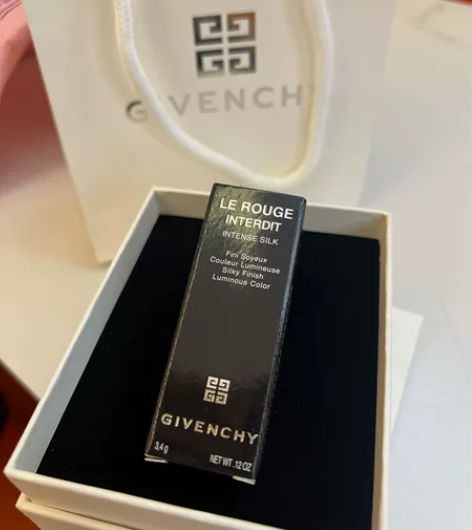 GIVENCHY
LE ROUGE
INTERDIT
INTENSE SILK
Fini Soyeux
Couleur Lumineuse
Silky Finish
Luminous Color
GIVENCHY
3,4 g
NET WT .12 OZ